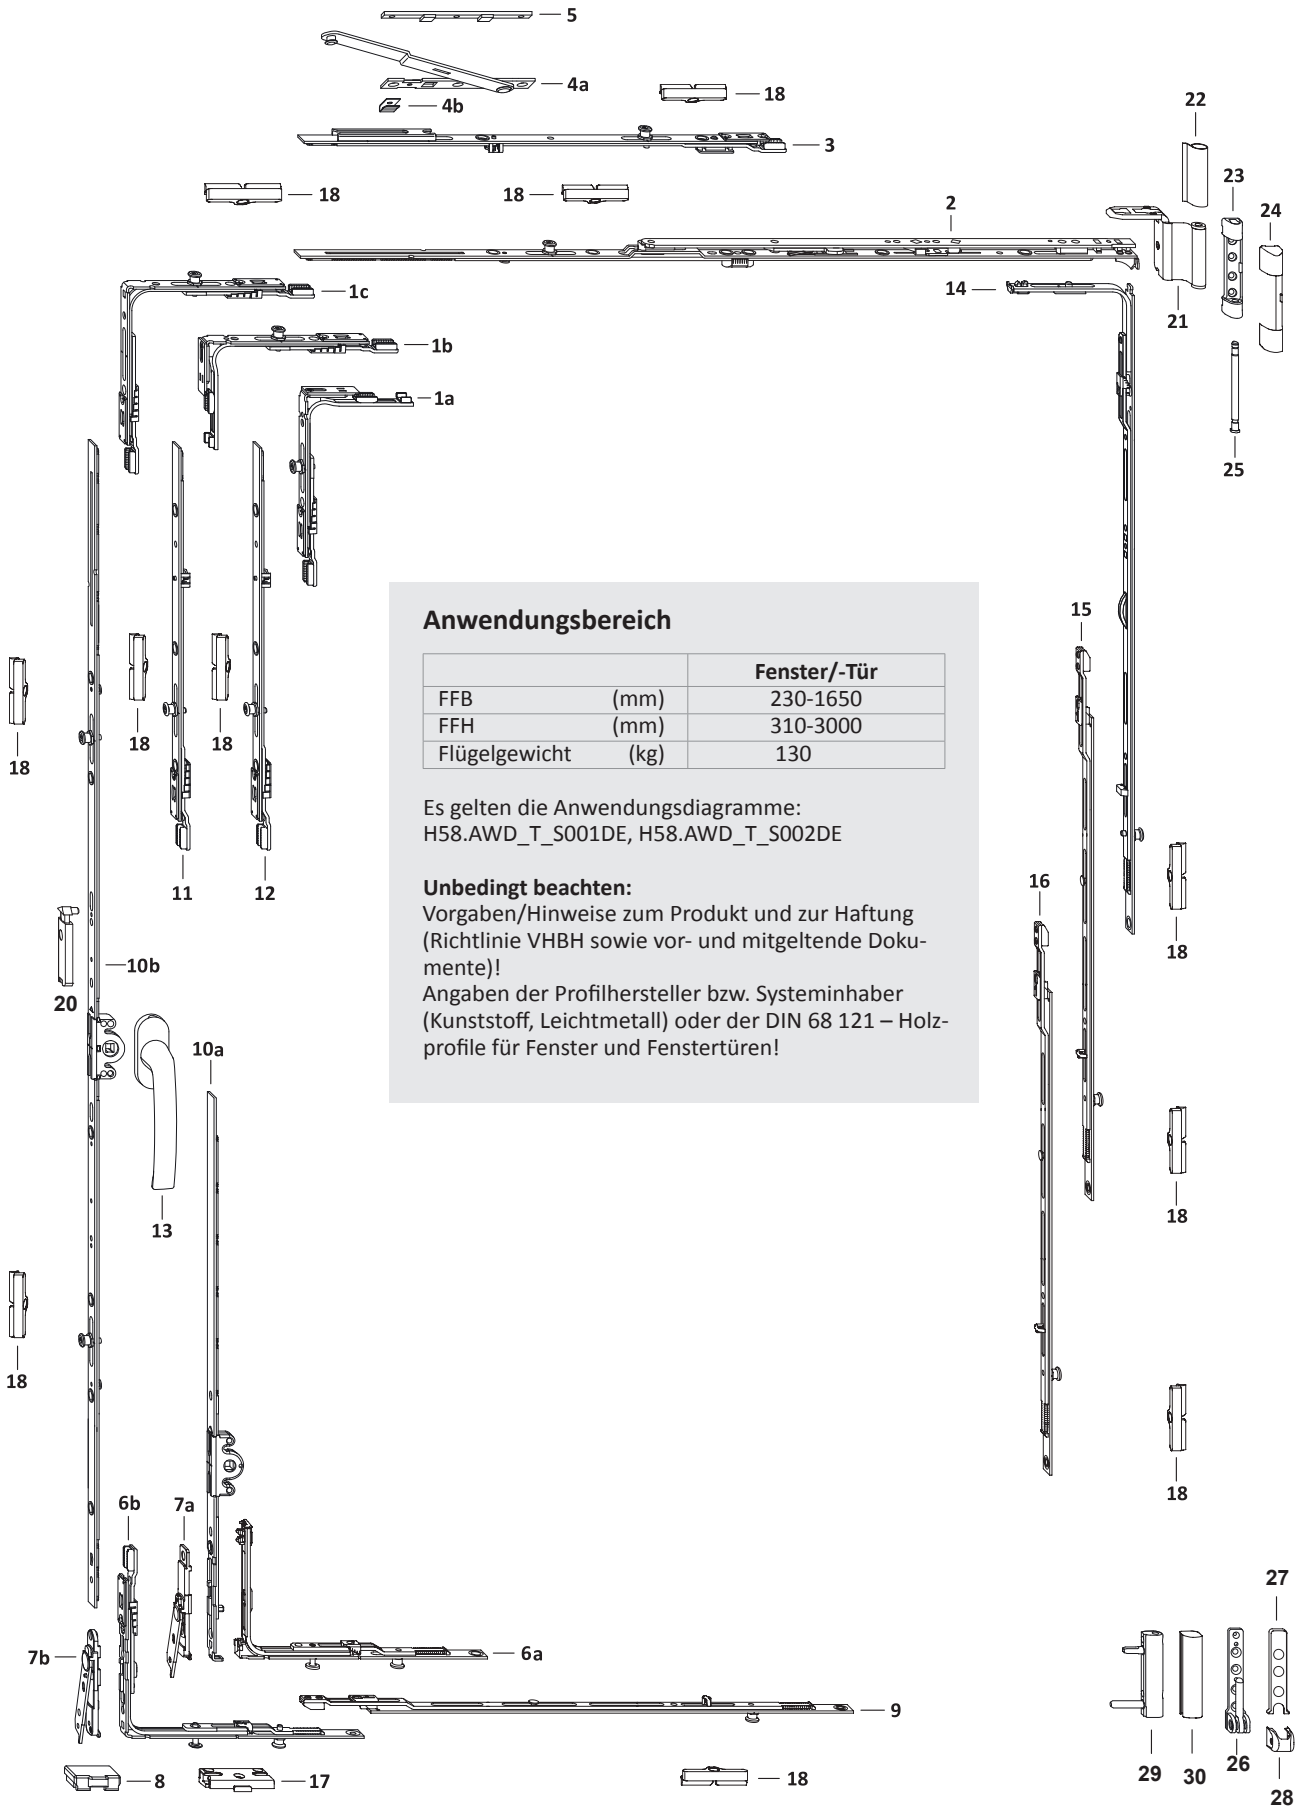 5
4a
18
4b
22
3
23
18
18
2
24
1c
14
21
1b
1a
25
Anwendungsbereich
Fenster/-Tür
FFB (mm) 230-1650
FFH (mm) 310-3000
Flügelgewicht (kg) 130
Es gelten die Anwendungsdiagramme:
H58.AWD_T_S001DE, H58.AWD_T_S002DE
Unbedingt beachten:
Vorgaben/Hinweise zum Produkt und zur Haftung
(Richtlinie VHBH sowie vor- und mitgeltende Doku-
mente)!
Angaben der Profilhersteller bzw. Systeminhaber
(Kunststoff, Leichtmetall) oder der DIN 68 121 – Holz-
profile für Fenster und Fenstertüren!
15
18
18
18
11
12
16
18
10b
20
10a
13
18
18
18
6b
7a
27
7b
6a
9
8
17
18
29
30
26
28